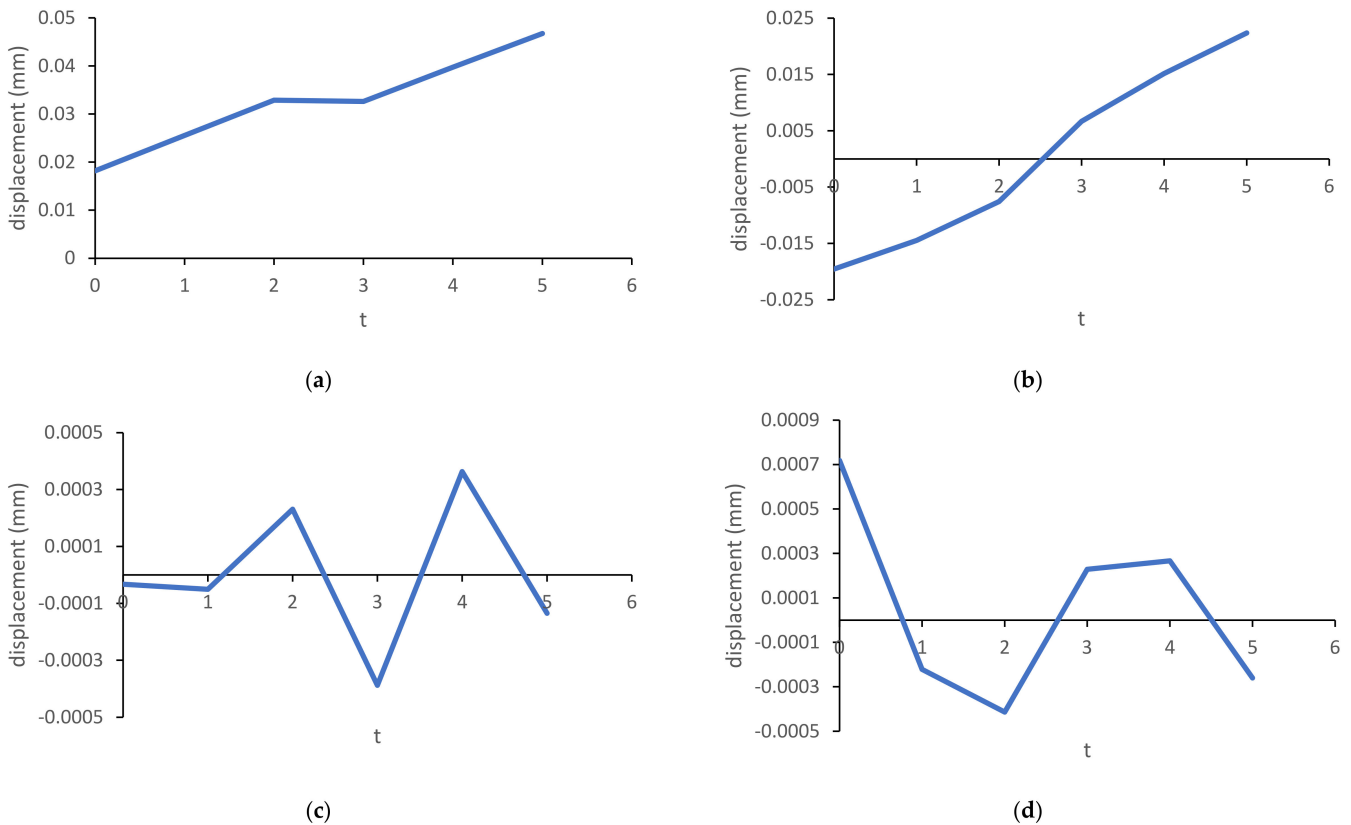 0.05
0.04
0.03
0.02
0.01
0
displacement (mm)
0 1 2 3 4 5 6
t
(a)
0.025
0.015
0.005
-0.005
-0.015
-0.025
displacement (mm)
0 1 2 3 4 5 6
t
(b)
0.0005
0.0003
0.0001
-0.0001
-0.0003
-0.0005
displacement (mm)
0 1 2 3 4 5 6
t
(c)
0.0009
0.0007
0.0005
0.0003
0.0001
-0.0001
-0.0003
-0.0005
displacement (mm)
0 1 2 3 4 5 6
t
(d)